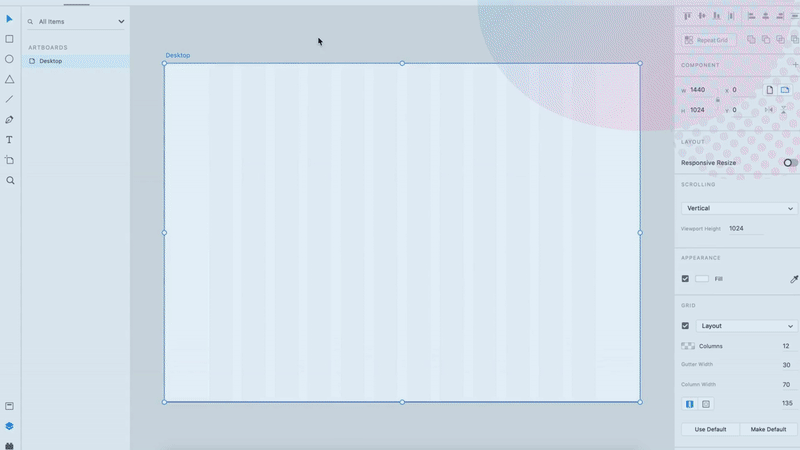 All Items
ARTBOARDS
Desktop
Desktop
Repeat Grid
COMPONENT
W 1440 X 0
H 1024 Y 0
LAYOUT
Responsive Resize
SCROLLING
Vertical
Viewport Height 1024
APPEARANCE
Fill
GRID
Layout
Columns 12
Gutter Width 30
Column Width 70
135
Use Default Make Default